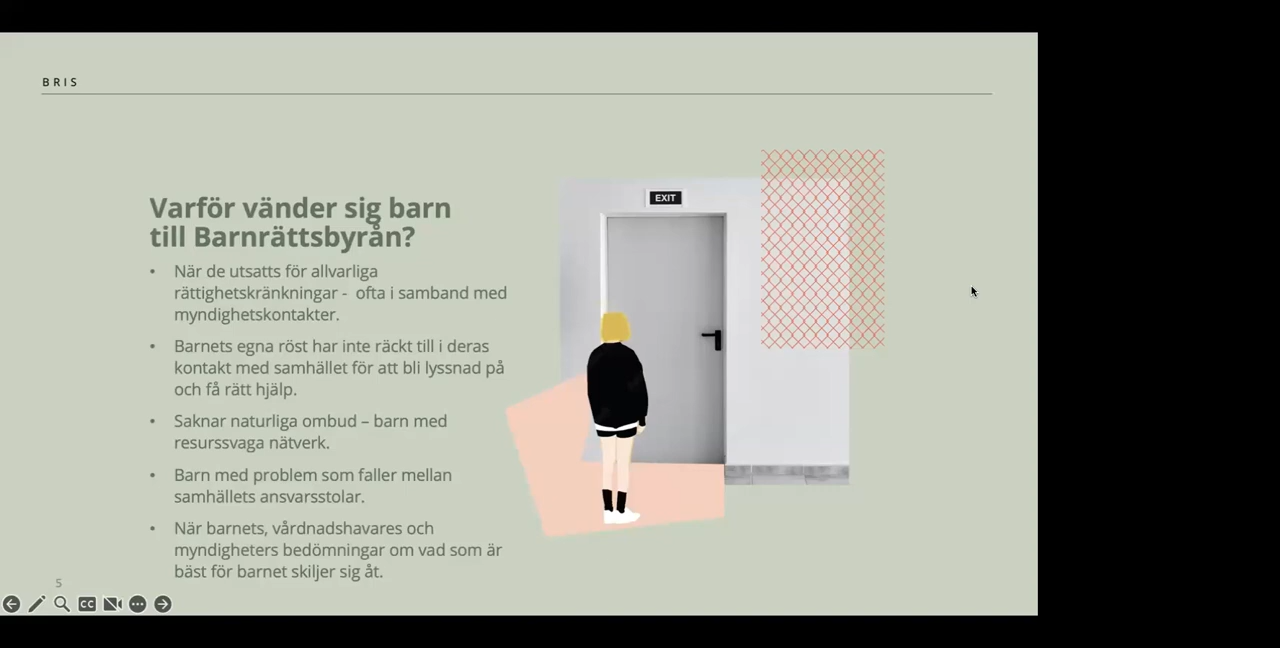 BRIS
EXIT
Varför vänder sig barn
till Barnrättsbyrån?
• När de utsatts för allvarliga
rättighetskränkningar -  ofta i samband med
myndighetskontakter.
• Barnets egna röst har inte räckt till i deras
kontakt med samhället för att bli lyssnad på
och få rätt hjälp.
• Saknar naturliga ombud – barn med
resurssvaga nätverk.
• Barn med problem som faller mellan
samhällets ansvarsstolar.
• När barnets, vårdnadshavares och
myndigheters bedömningar om vad som är
bäst för barnet skiljer sig åt.
5
CC